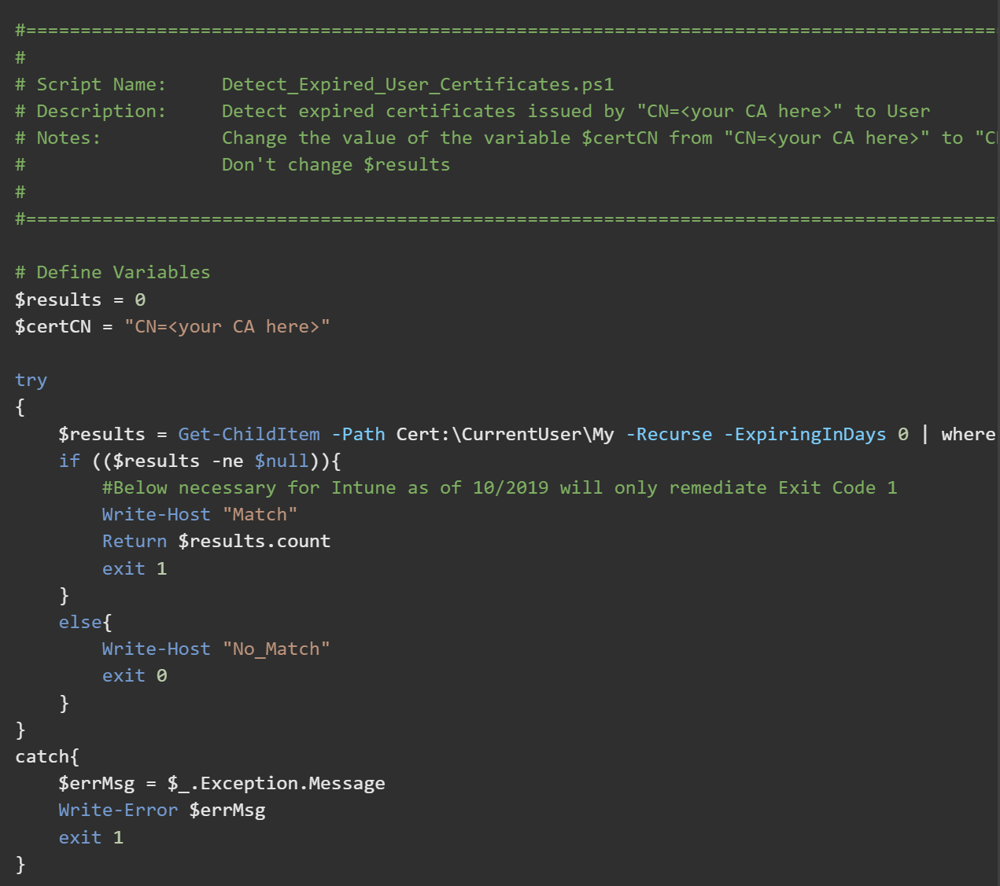 #==========================================================================================
#
# Script Name:     Detect_Expired_User_Certificates.ps1
# Description:     Detect expired certificates issued by "CN=<your CA here>" to User
# Notes:           Change the value of the variable $certCN from "CN=<your CA here>" to "C
#                  Don't change $results
#
#==========================================================================================

# Define Variables
$results = 0
$certCN = "CN=<your CA here>"

try
{
    $results = Get-ChildItem -Path Cert:\CurrentUser\My -Recurse -ExpiringInDays 0 | where
    if (($results -ne $null)){
        #Below necessary for Intune as of 10/2019 will only remediate Exit Code 1
        Write-Host "Match"
        Return $results.count
        exit 1
    }
    else{
        Write-Host "No_Match"
        exit 0
    }
}
catch{
    $errMsg = $_.Exception.Message
    Write-Error $errMsg
    exit 1
}